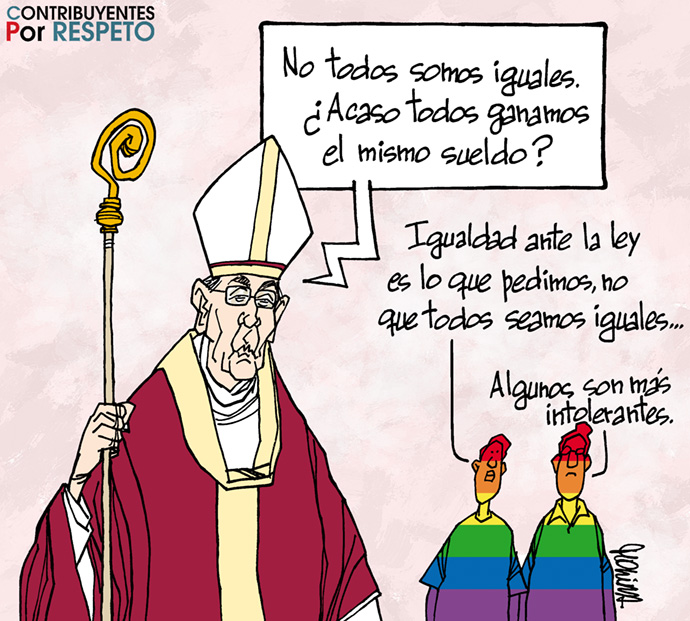 CONTRIBUYENTES
Por RESPETO
No todos somos iguales.
¿Acaso todos ganamos
el mismo sueldo?
Igualdad ante la ley
es lo que pedimos, no
que todos seamos iguales...
Algunos son más
intolerantes.